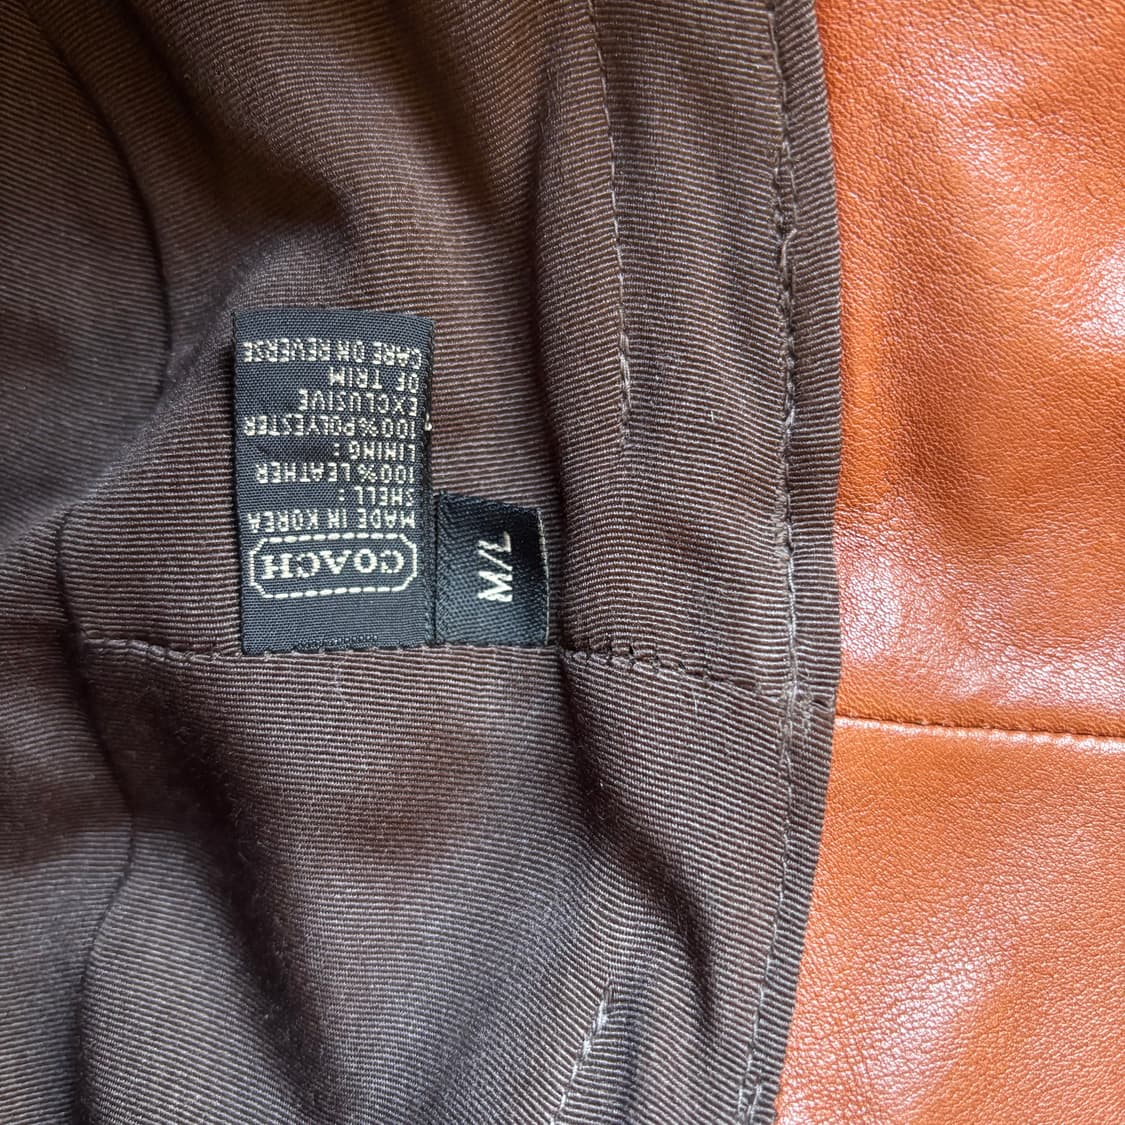 COACH
MADE IN KOREA
SHELL :
100% LEATHER
LINING :
100% POLYESTER
EXCLUSIVE
OF TRIM
CARE ON REVERSE
M/L